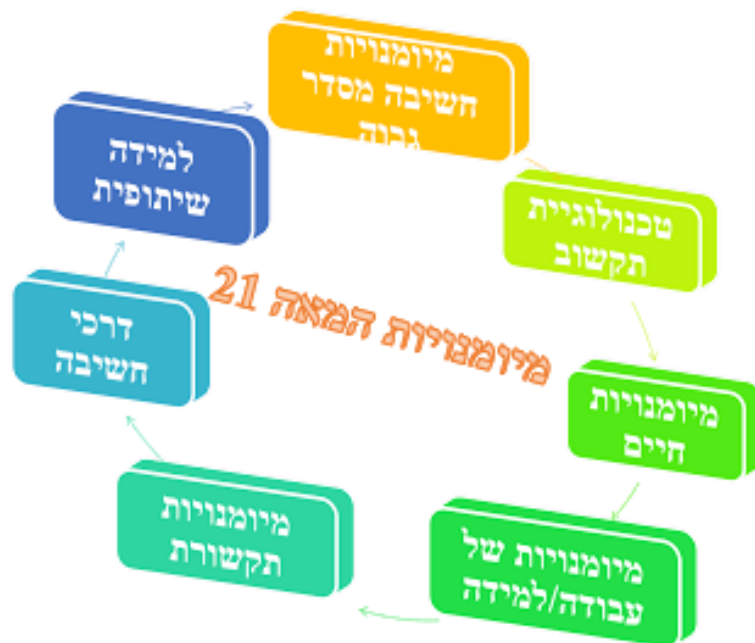 מיומנויות
חשיבה מסדר
גבוה
טכנולוגיית
תקשוב
מיומנויות
חיים
מיומנויות של
עבודה/למידה
מיומנויות
תקשורת
דרכי
חשיבה
למידה
שיתופית
מיומנויות המאה 21